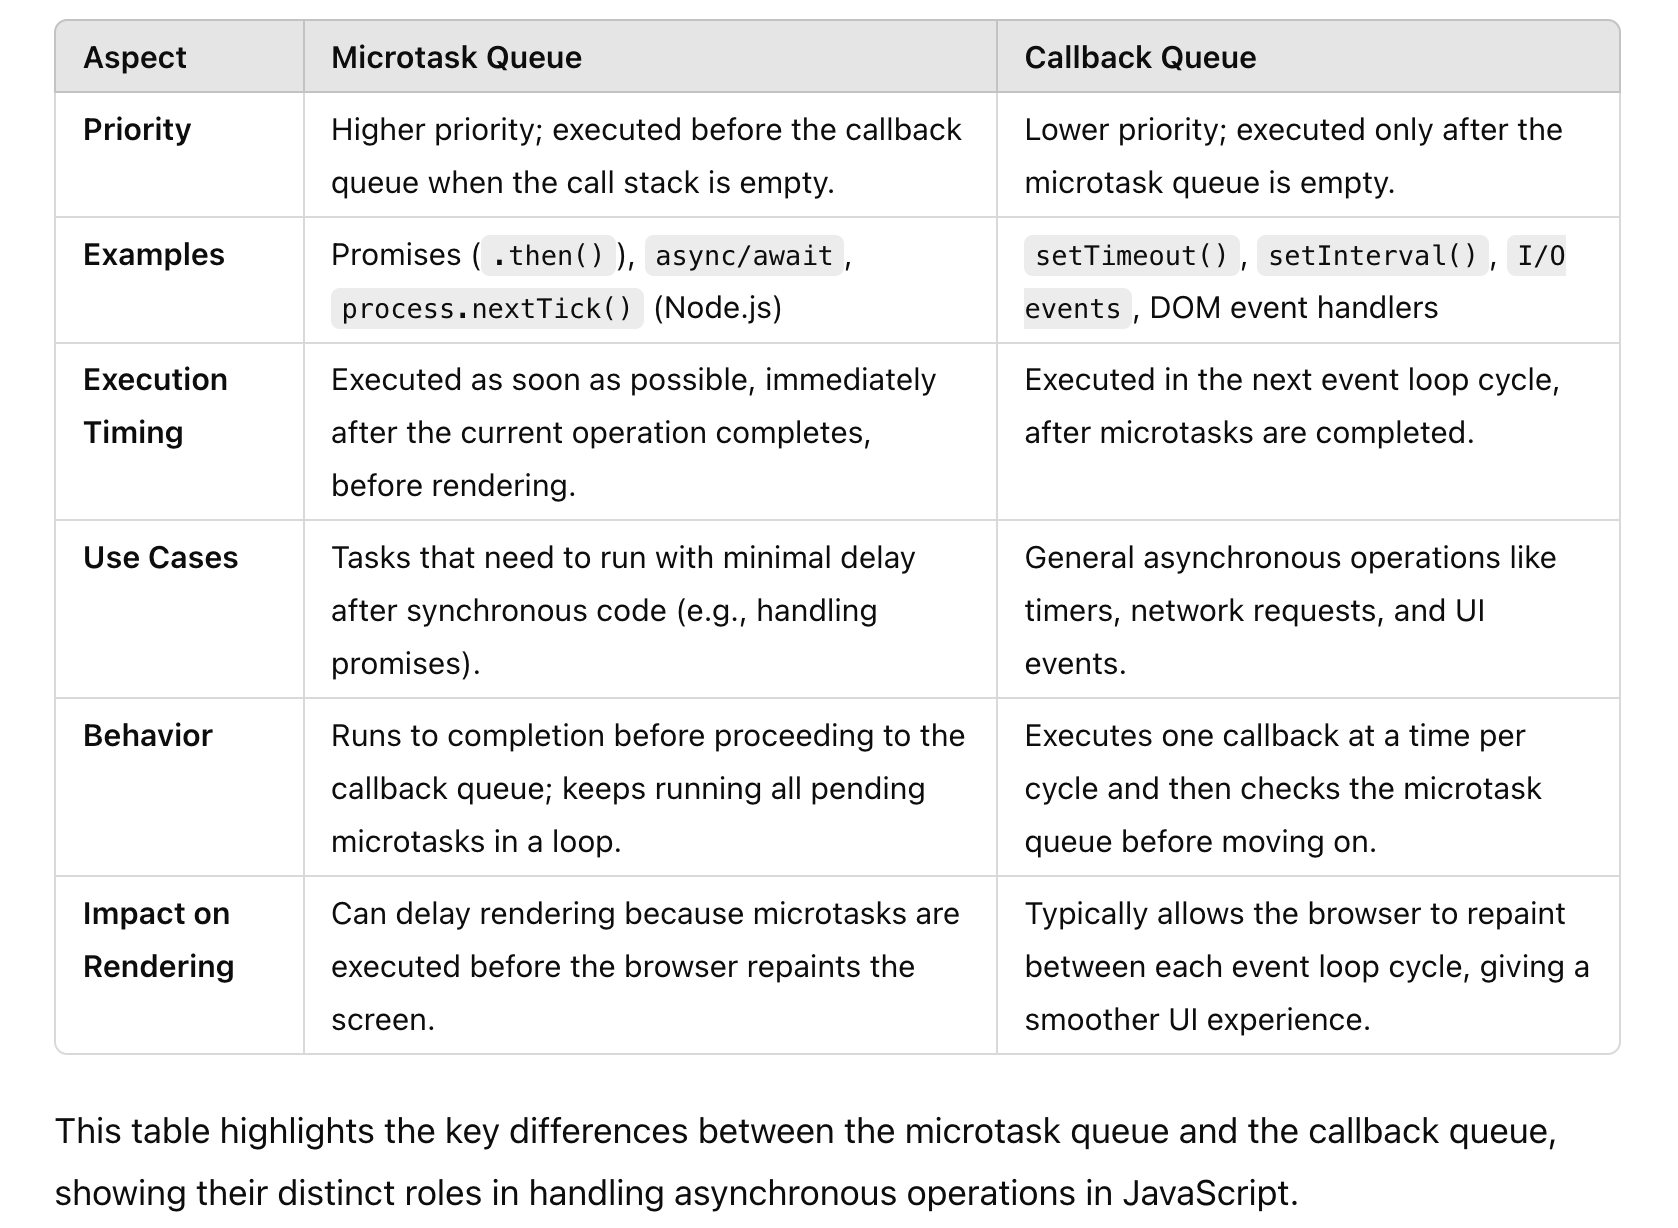 Aspect
Microtask Queue
Callback Queue
Priority
Higher priority; executed before the callback
queue when the call stack is empty.
Lower priority; executed only after the
microtask queue is empty.
Examples
Promises (.then()), async/await,
process.nextTick() (Node.js)
setTimeout(), setInterval(), I/O
events, DOM event handlers
Execution
Timing
Executed as soon as possible, immediately
after the current operation completes,
before rendering.
Executed in the next event loop cycle,
after microtasks are completed.
Use Cases
Tasks that need to run with minimal delay
after synchronous code (e.g., handling
promises).
General asynchronous operations like
timers, network requests, and UI
events.
Behavior
Runs to completion before proceeding to the
callback queue; keeps running all pending
microtasks in a loop.
Executes one callback at a time per
cycle and then checks the microtask
queue before moving on.
Impact on
Rendering
Can delay rendering because microtasks are
executed before the browser repaints the
screen.
Typically allows the browser to repaint
between each event loop cycle, giving a
smoother UI experience.
This table highlights the key differences between the microtask queue and the callback queue,
showing their distinct roles in handling asynchronous operations in JavaScript.